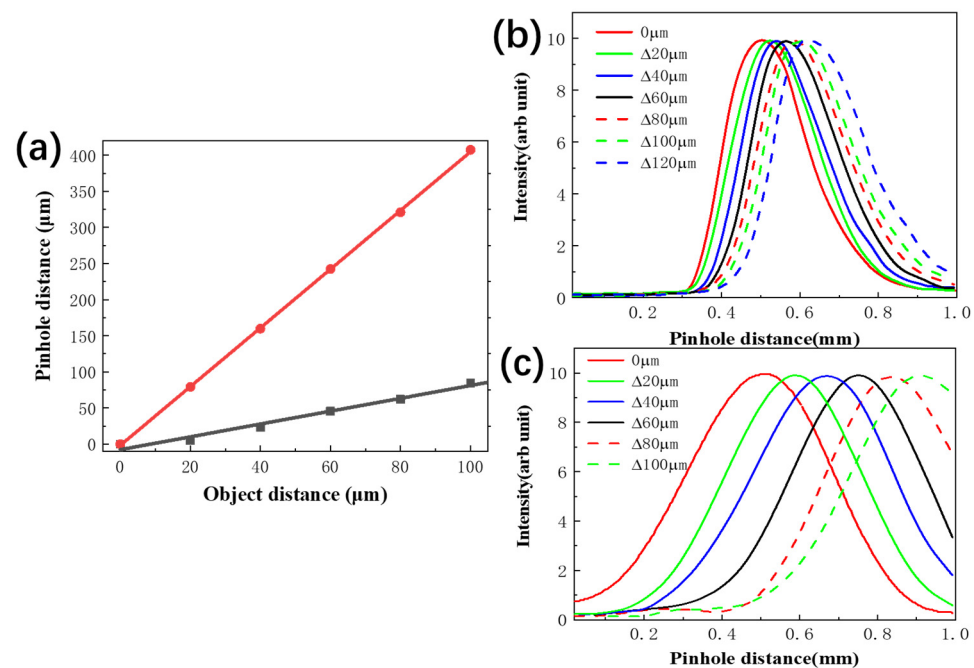 (a)
400
350
300
250
200
150
100
50
0
Pinhole distance (μm)
0
20
40
60
80
100
Object distance (μm)
(b)
10
8
6
4
2
0
Intensity(arb unit)
0μm
Δ20μm
Δ40μm
Δ60μm
Δ80μm
Δ100μm
Δ120μm
0.2
0.4
0.6
0.8
1.0
Pinhole distance(mm)
(c)
10
8
6
4
2
0
Intensity(arb unit)
0μm
Δ20μm
Δ40μm
Δ60μm
Δ80μm
Δ100μm
0.2
0.4
0.6
0.8
1.0
Pinhole distance(mm)